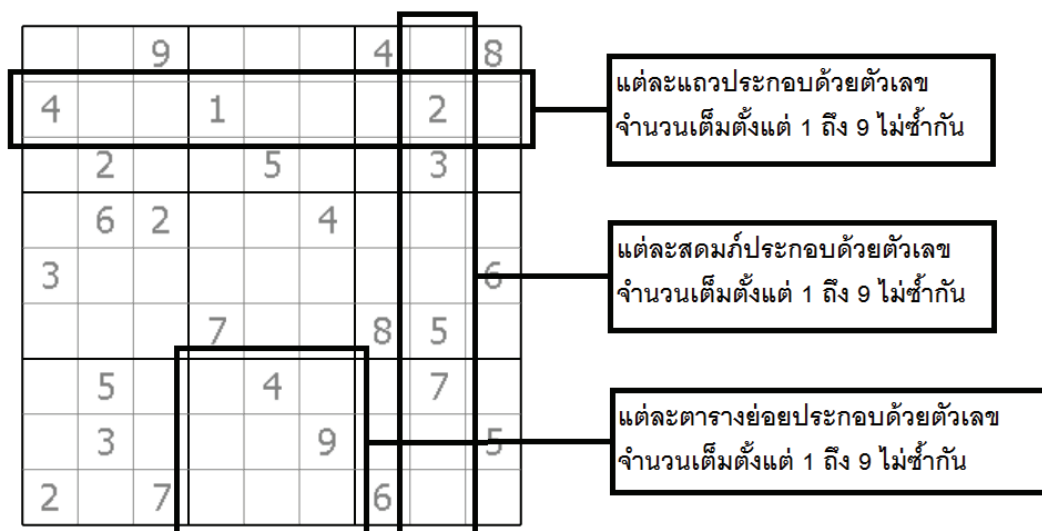 9 4 8
แต่ละแถวประกอบด้วยตัวเลข
จำนวนเต็มตั้งแต่ 1 ถึง 9 ไม่ซ้ำกัน
4 1 2
2 5 3
6 2 4
แต่ละสดมภ์ประกอบด้วยตัวเลข
จำนวนเต็มตั้งแต่ 1 ถึง 9 ไม่ซ้ำกัน
3 6
7 8 5
5 4 7
แต่ละตารางย่อยประกอบด้วยตัวเลข
จำนวนเต็มตั้งแต่ 1 ถึง 9 ไม่ซ้ำกัน
3 9 5
2 7 6